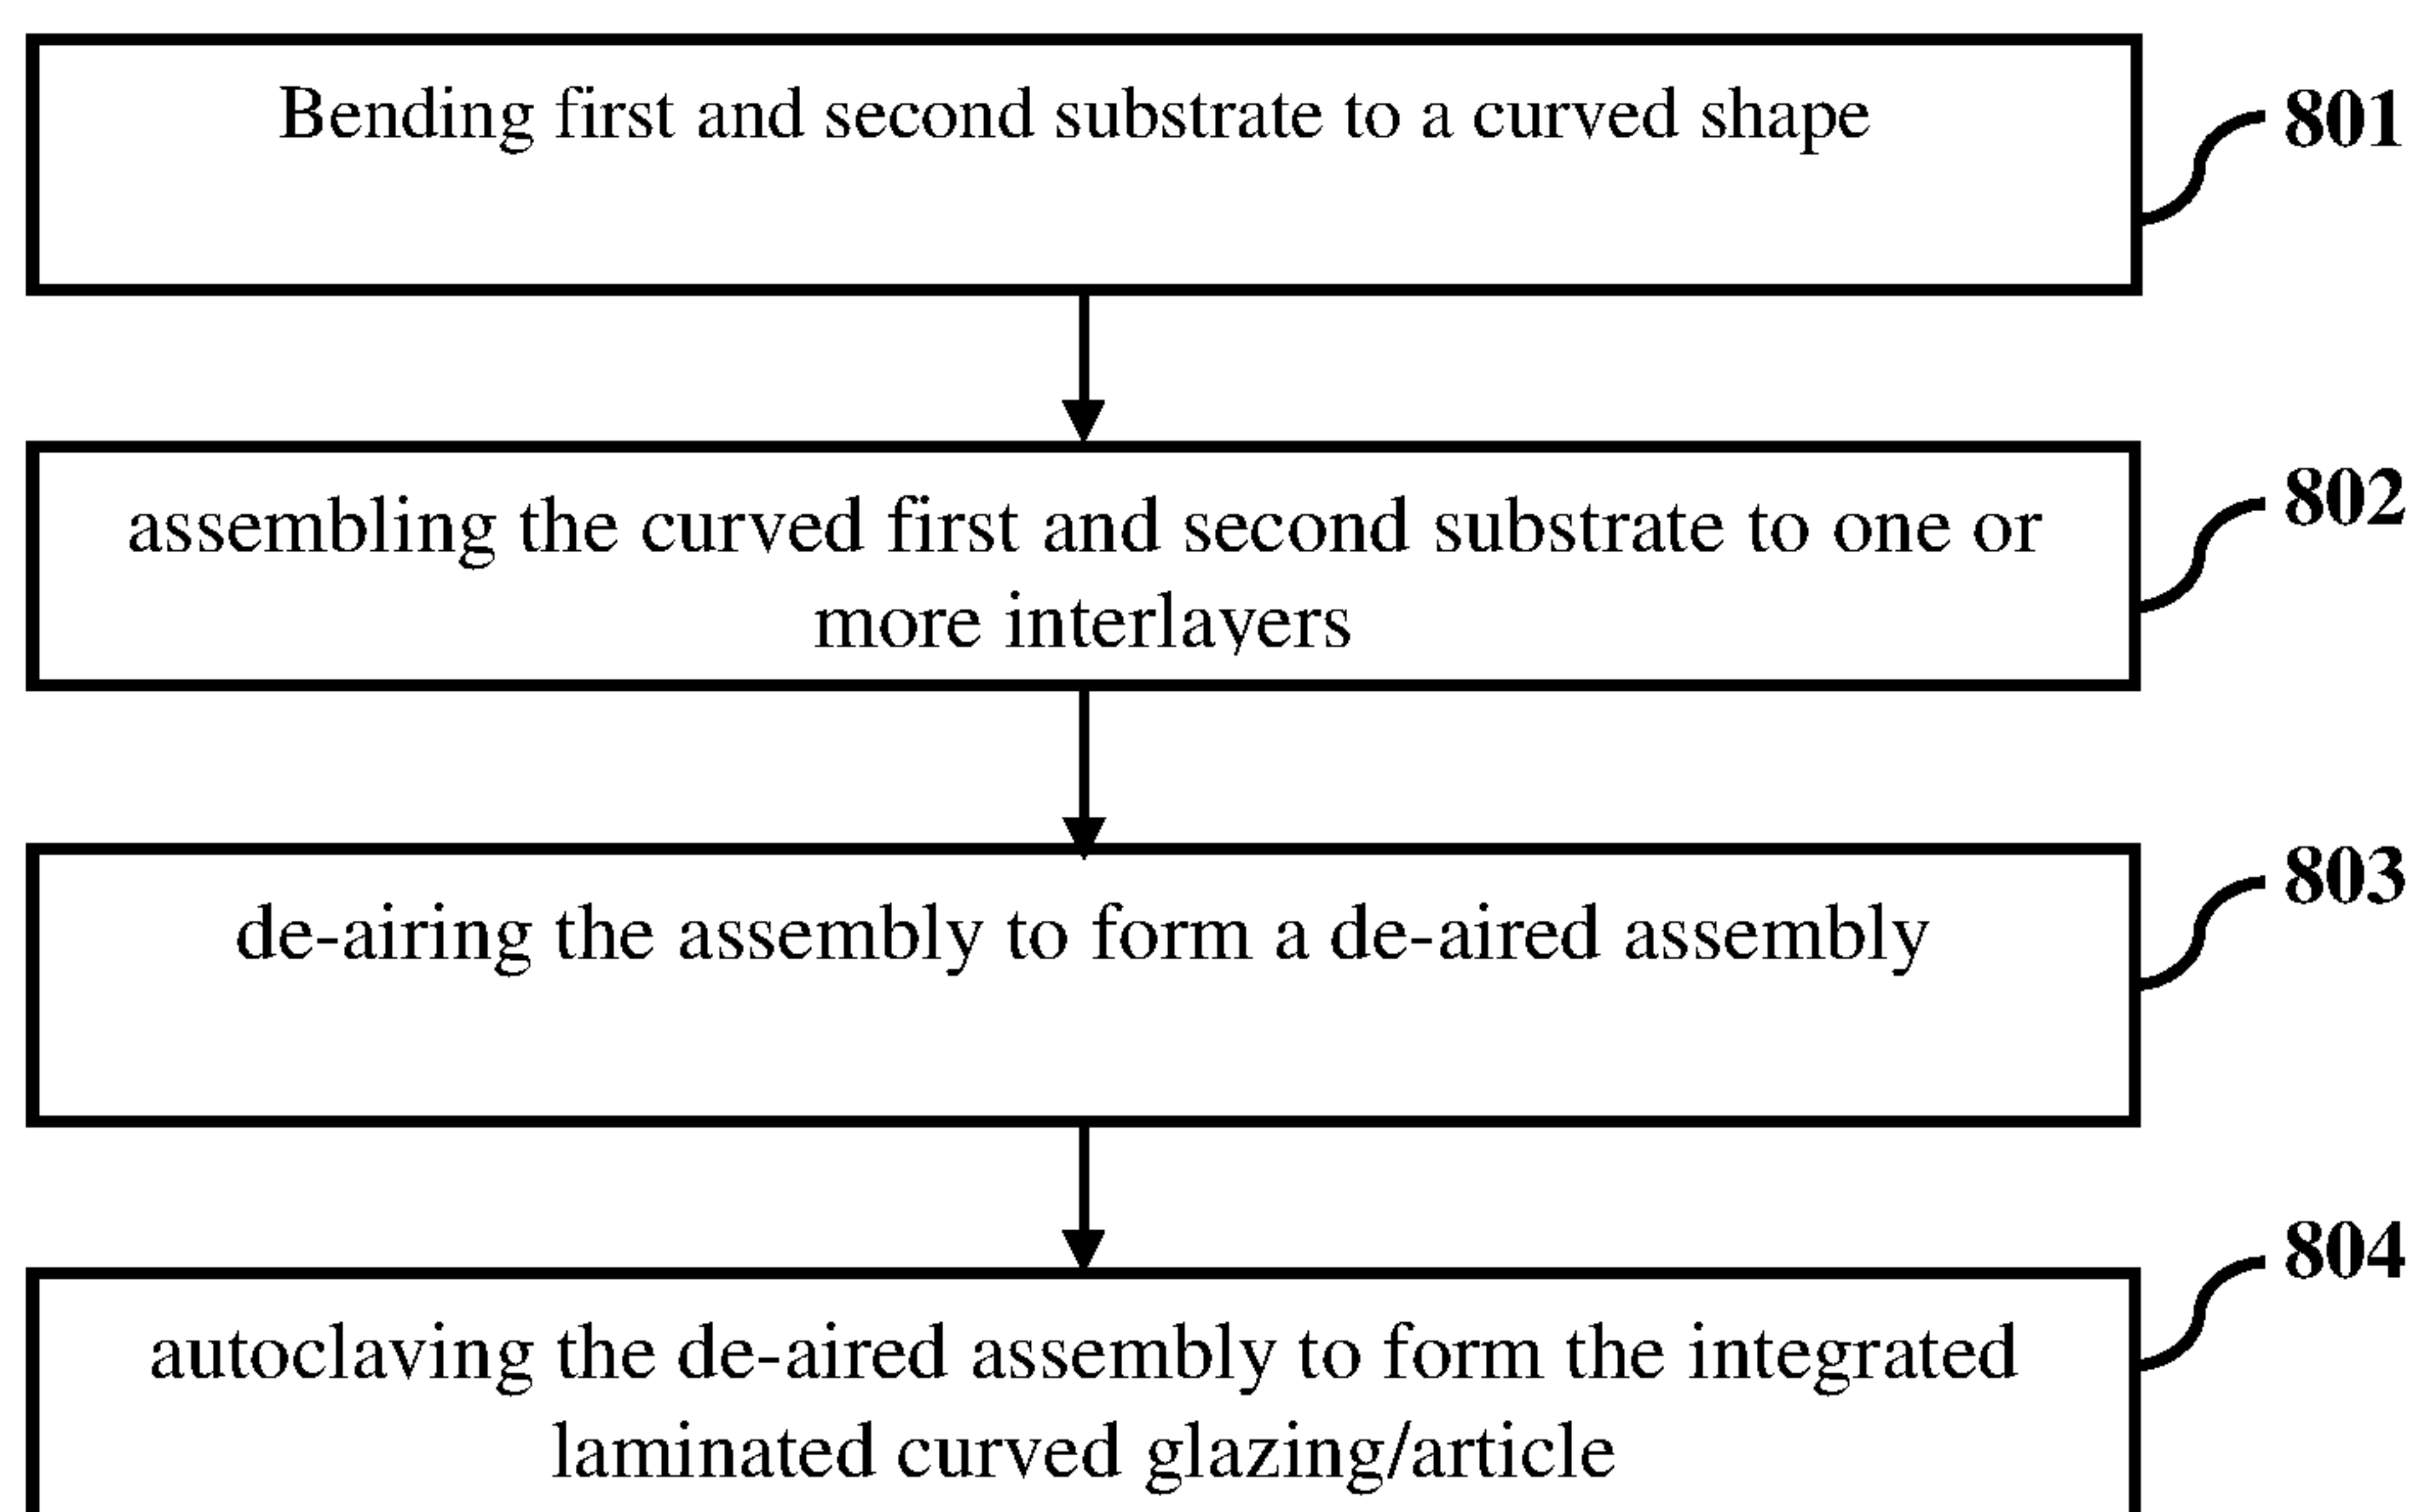 Bending first and second substrate to a curved shape
801
assembling the curved first and second substrate to one or
more interlayers
802
de-airing the assembly to form a de-aired assembly
803
autoclaving the de-aired assembly to form the integrated
laminated curved glazing/article
804